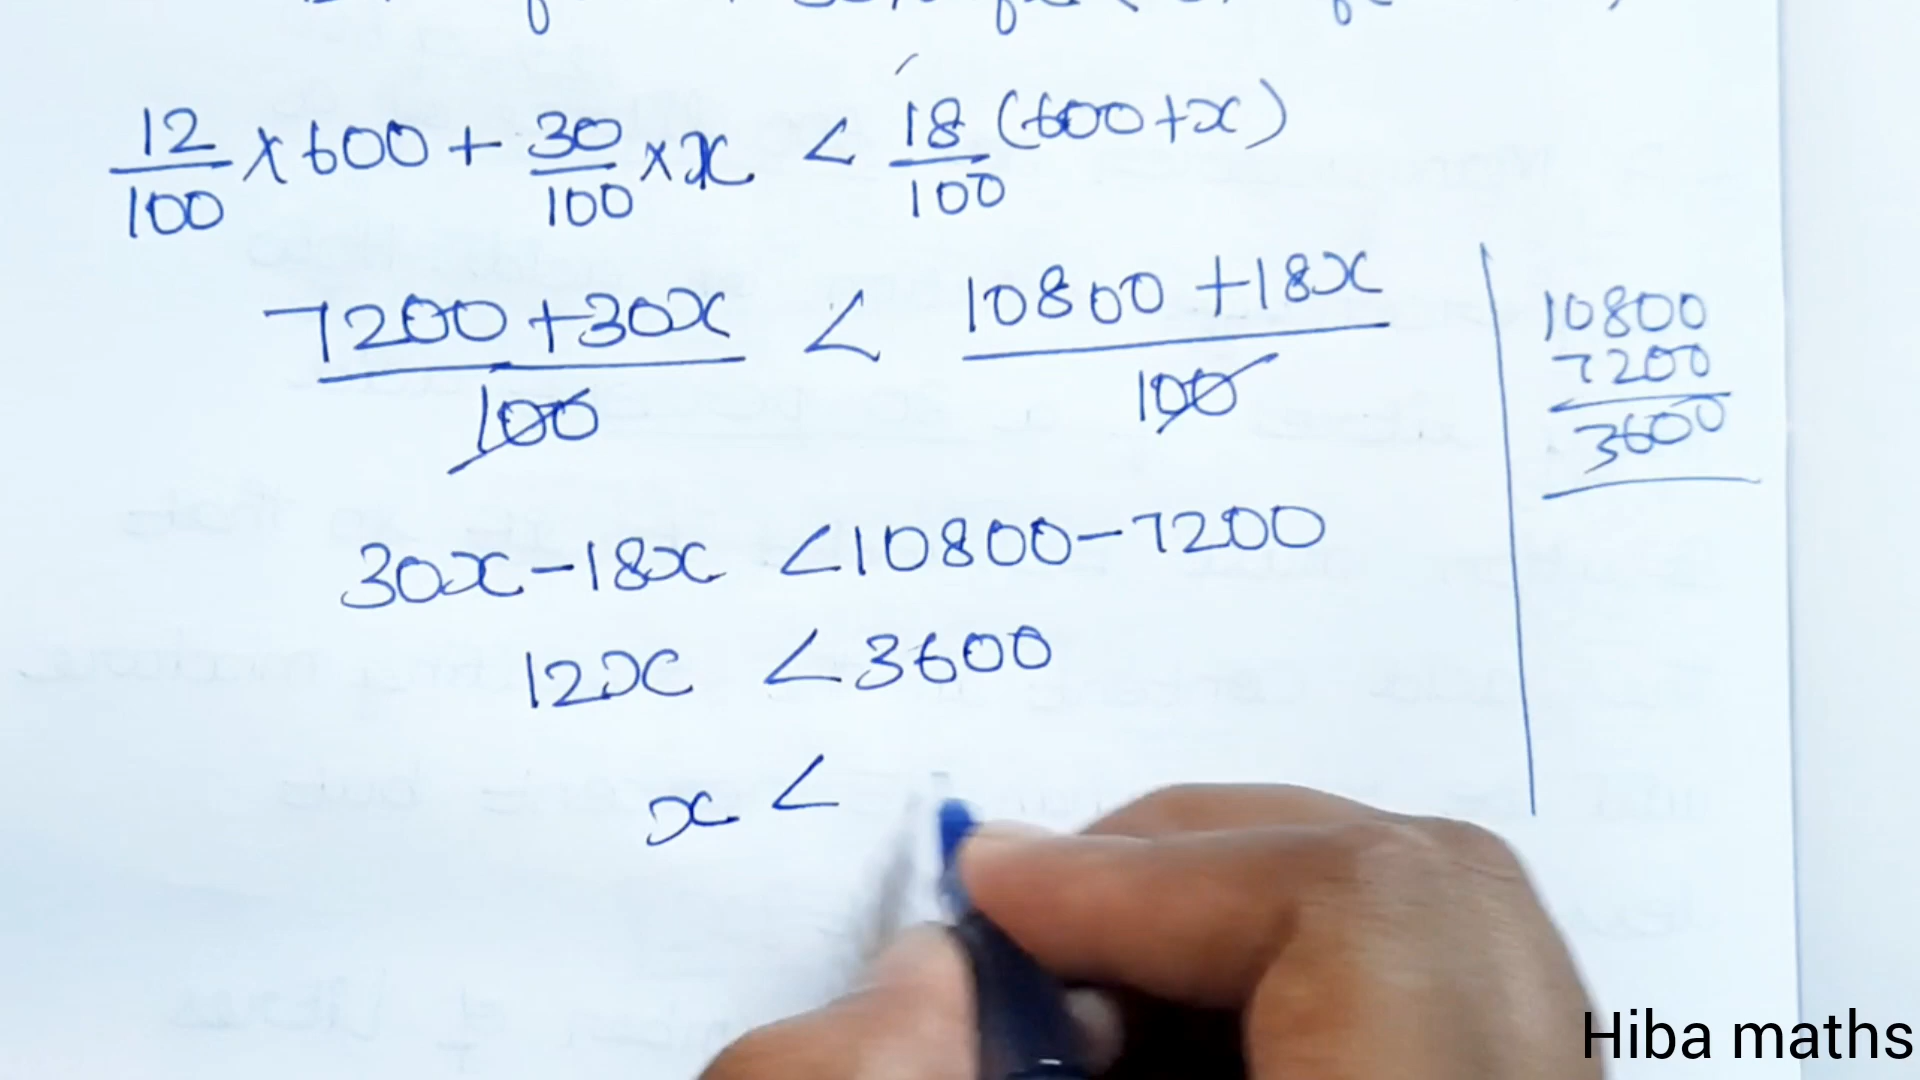 12/100 × 600 + 30/100 × x < 18/100 (600 + x)
7200 + 30x / 100 < 10800 + 18x / 100
10800
7200
3600
30x − 18x < 10800 − 7200
12x < 3600
x <
Hiba maths